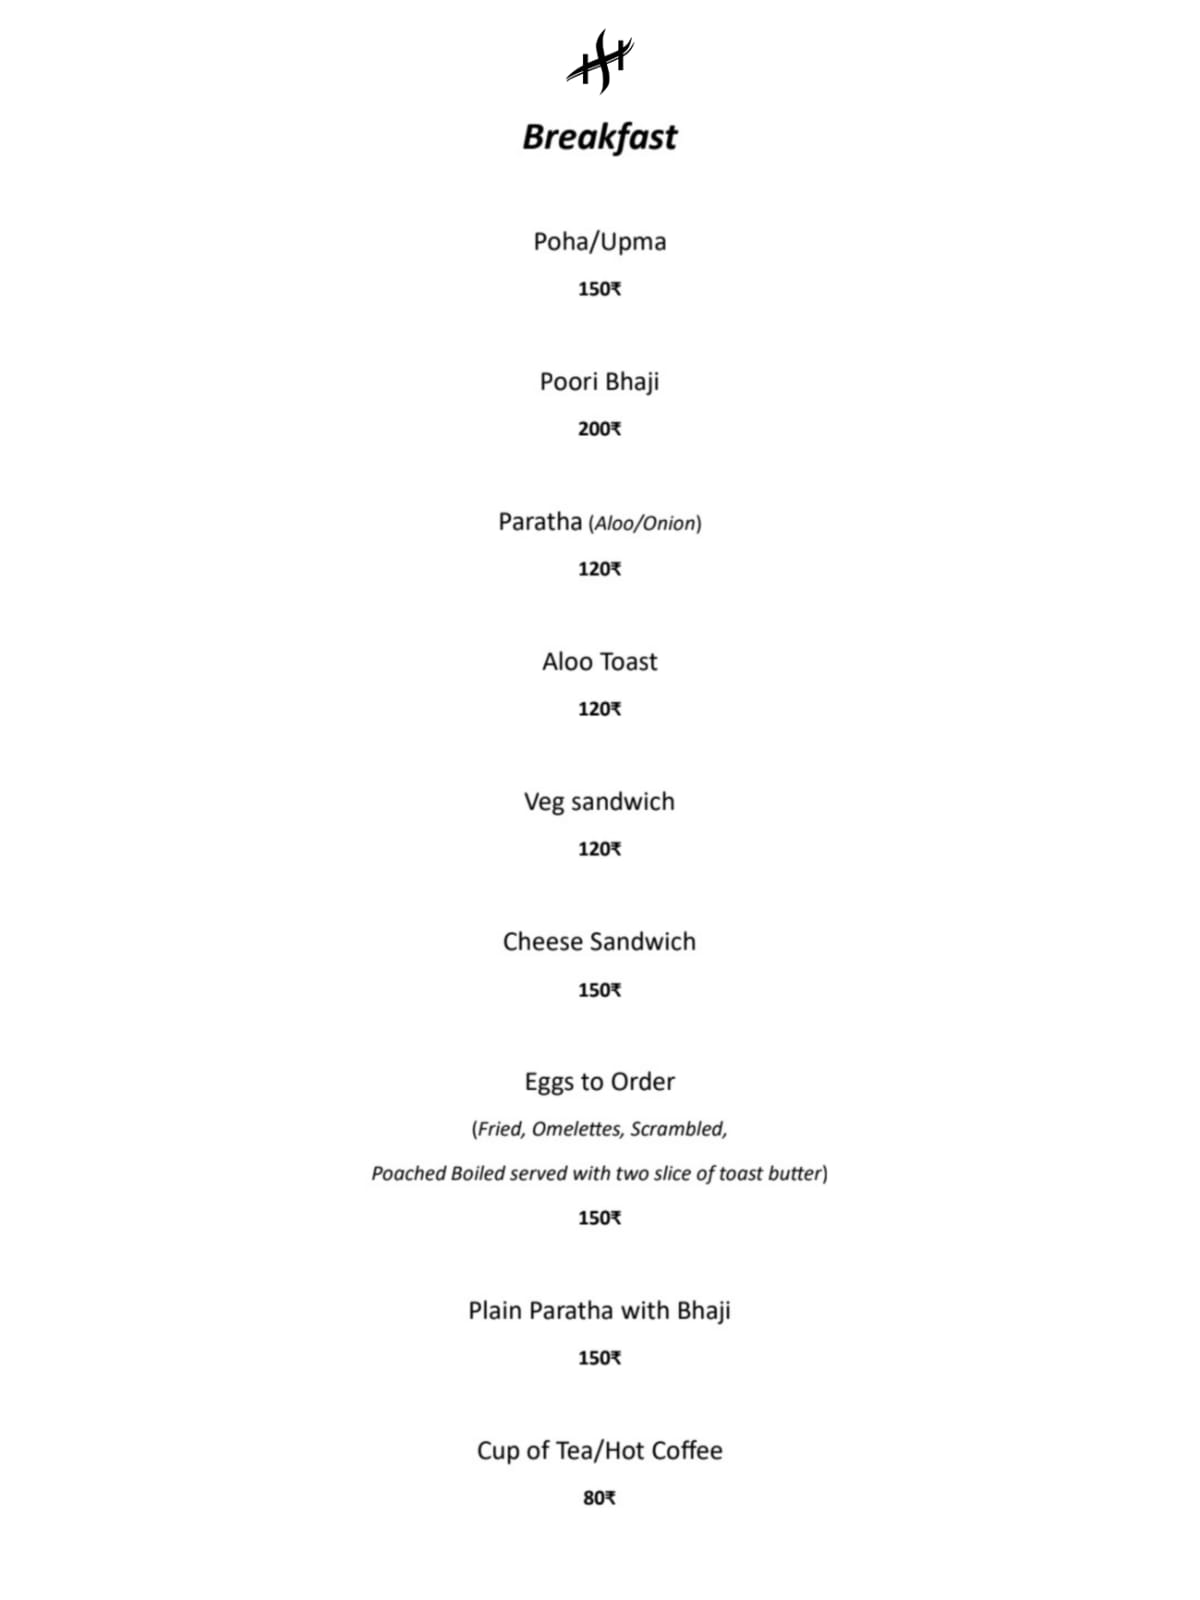 Breakfast
Poha/Upma
150₹
Poori Bhaji
200₹
Paratha (Aloo/Onion)
120₹
Aloo Toast
120₹
Veg sandwich
120₹
Cheese Sandwich
150₹
Eggs to Order
(Fried, Omelettes, Scrambled,
Poached Boiled served with two slice of toast butter)
150₹
Plain Paratha with Bhaji
150₹
Cup of Tea/Hot Coffee
80₹